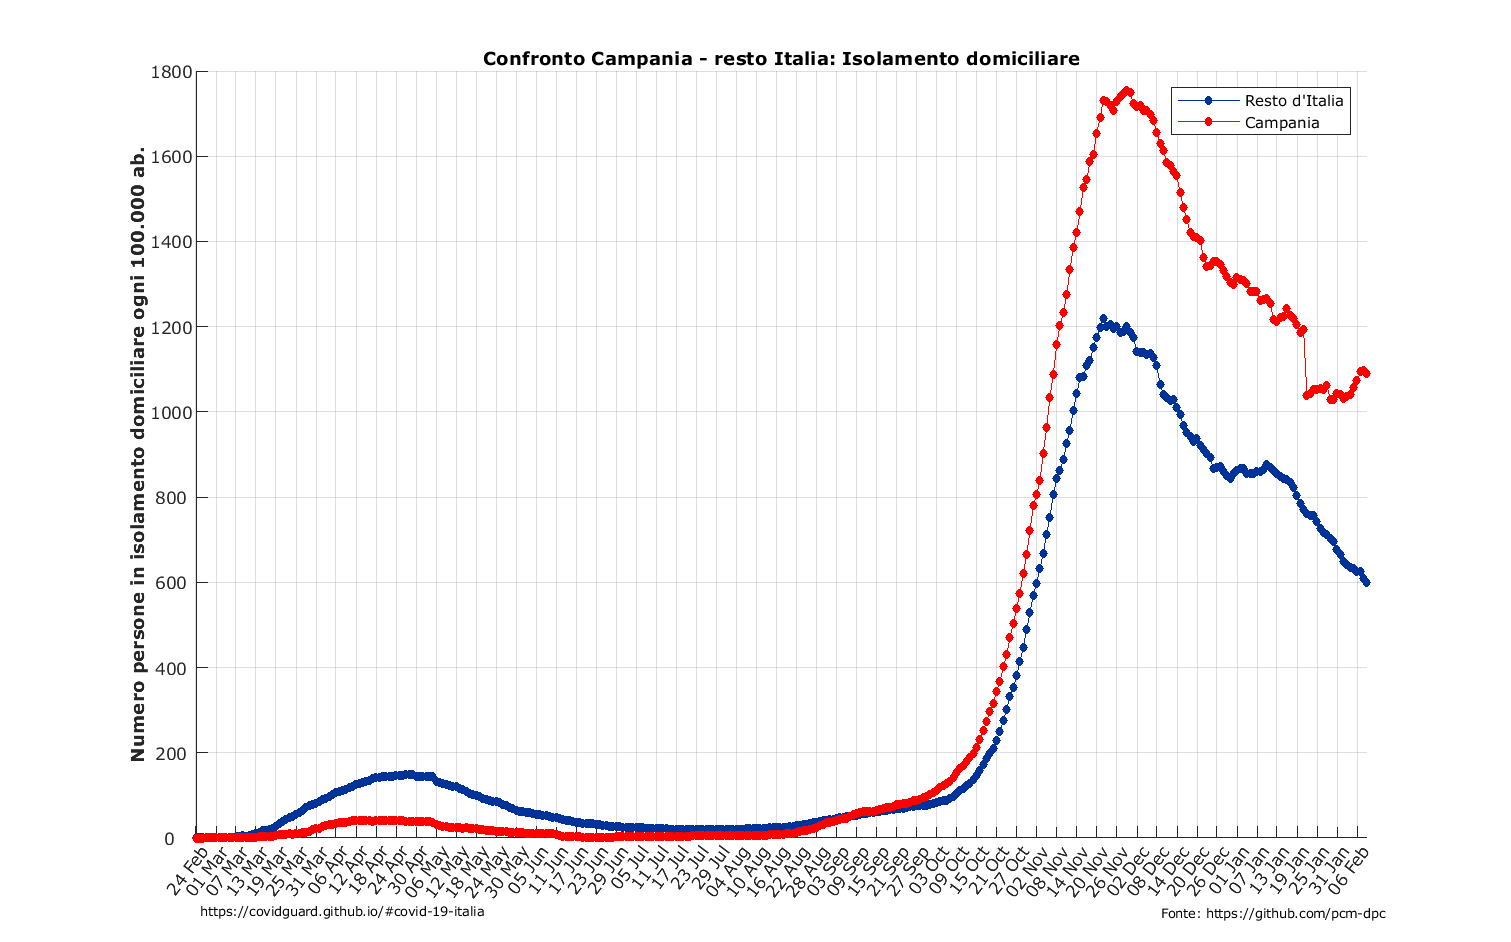 Confronto Campania - resto Italia: Isolamento domiciliare
Numero persone in isolamento domiciliare ogni 100.000 ab.
1800
1600
1400
1200
1000
800
600
400
200
0
Resto d'Italia
Campania
24 Feb
01 Mar
07 Mar
13 Mar
19 Mar
25 Mar
31 Mar
06 Apr
12 Apr
18 Apr
24 Apr
30 Apr
06 May
12 May
18 May
24 May
30 May
05 Jun
11 Jun
17 Jun
23 Jun
29 Jun
05 Jul
11 Jul
17 Jul
23 Jul
29 Jul
04 Aug
10 Aug
16 Aug
22 Aug
28 Aug
03 Sep
09 Sep
15 Sep
21 Sep
27 Sep
03 Oct
09 Oct
15 Oct
21 Oct
27 Oct
02 Nov
08 Nov
14 Nov
20 Nov
26 Nov
02 Dec
08 Dec
14 Dec
20 Dec
26 Dec
01 Jan
07 Jan
13 Jan
19 Jan
25 Jan
31 Jan
06 Feb
https://covidguard.github.io/#covid-19-italia
Fonte: https://github.com/pcm-dpc